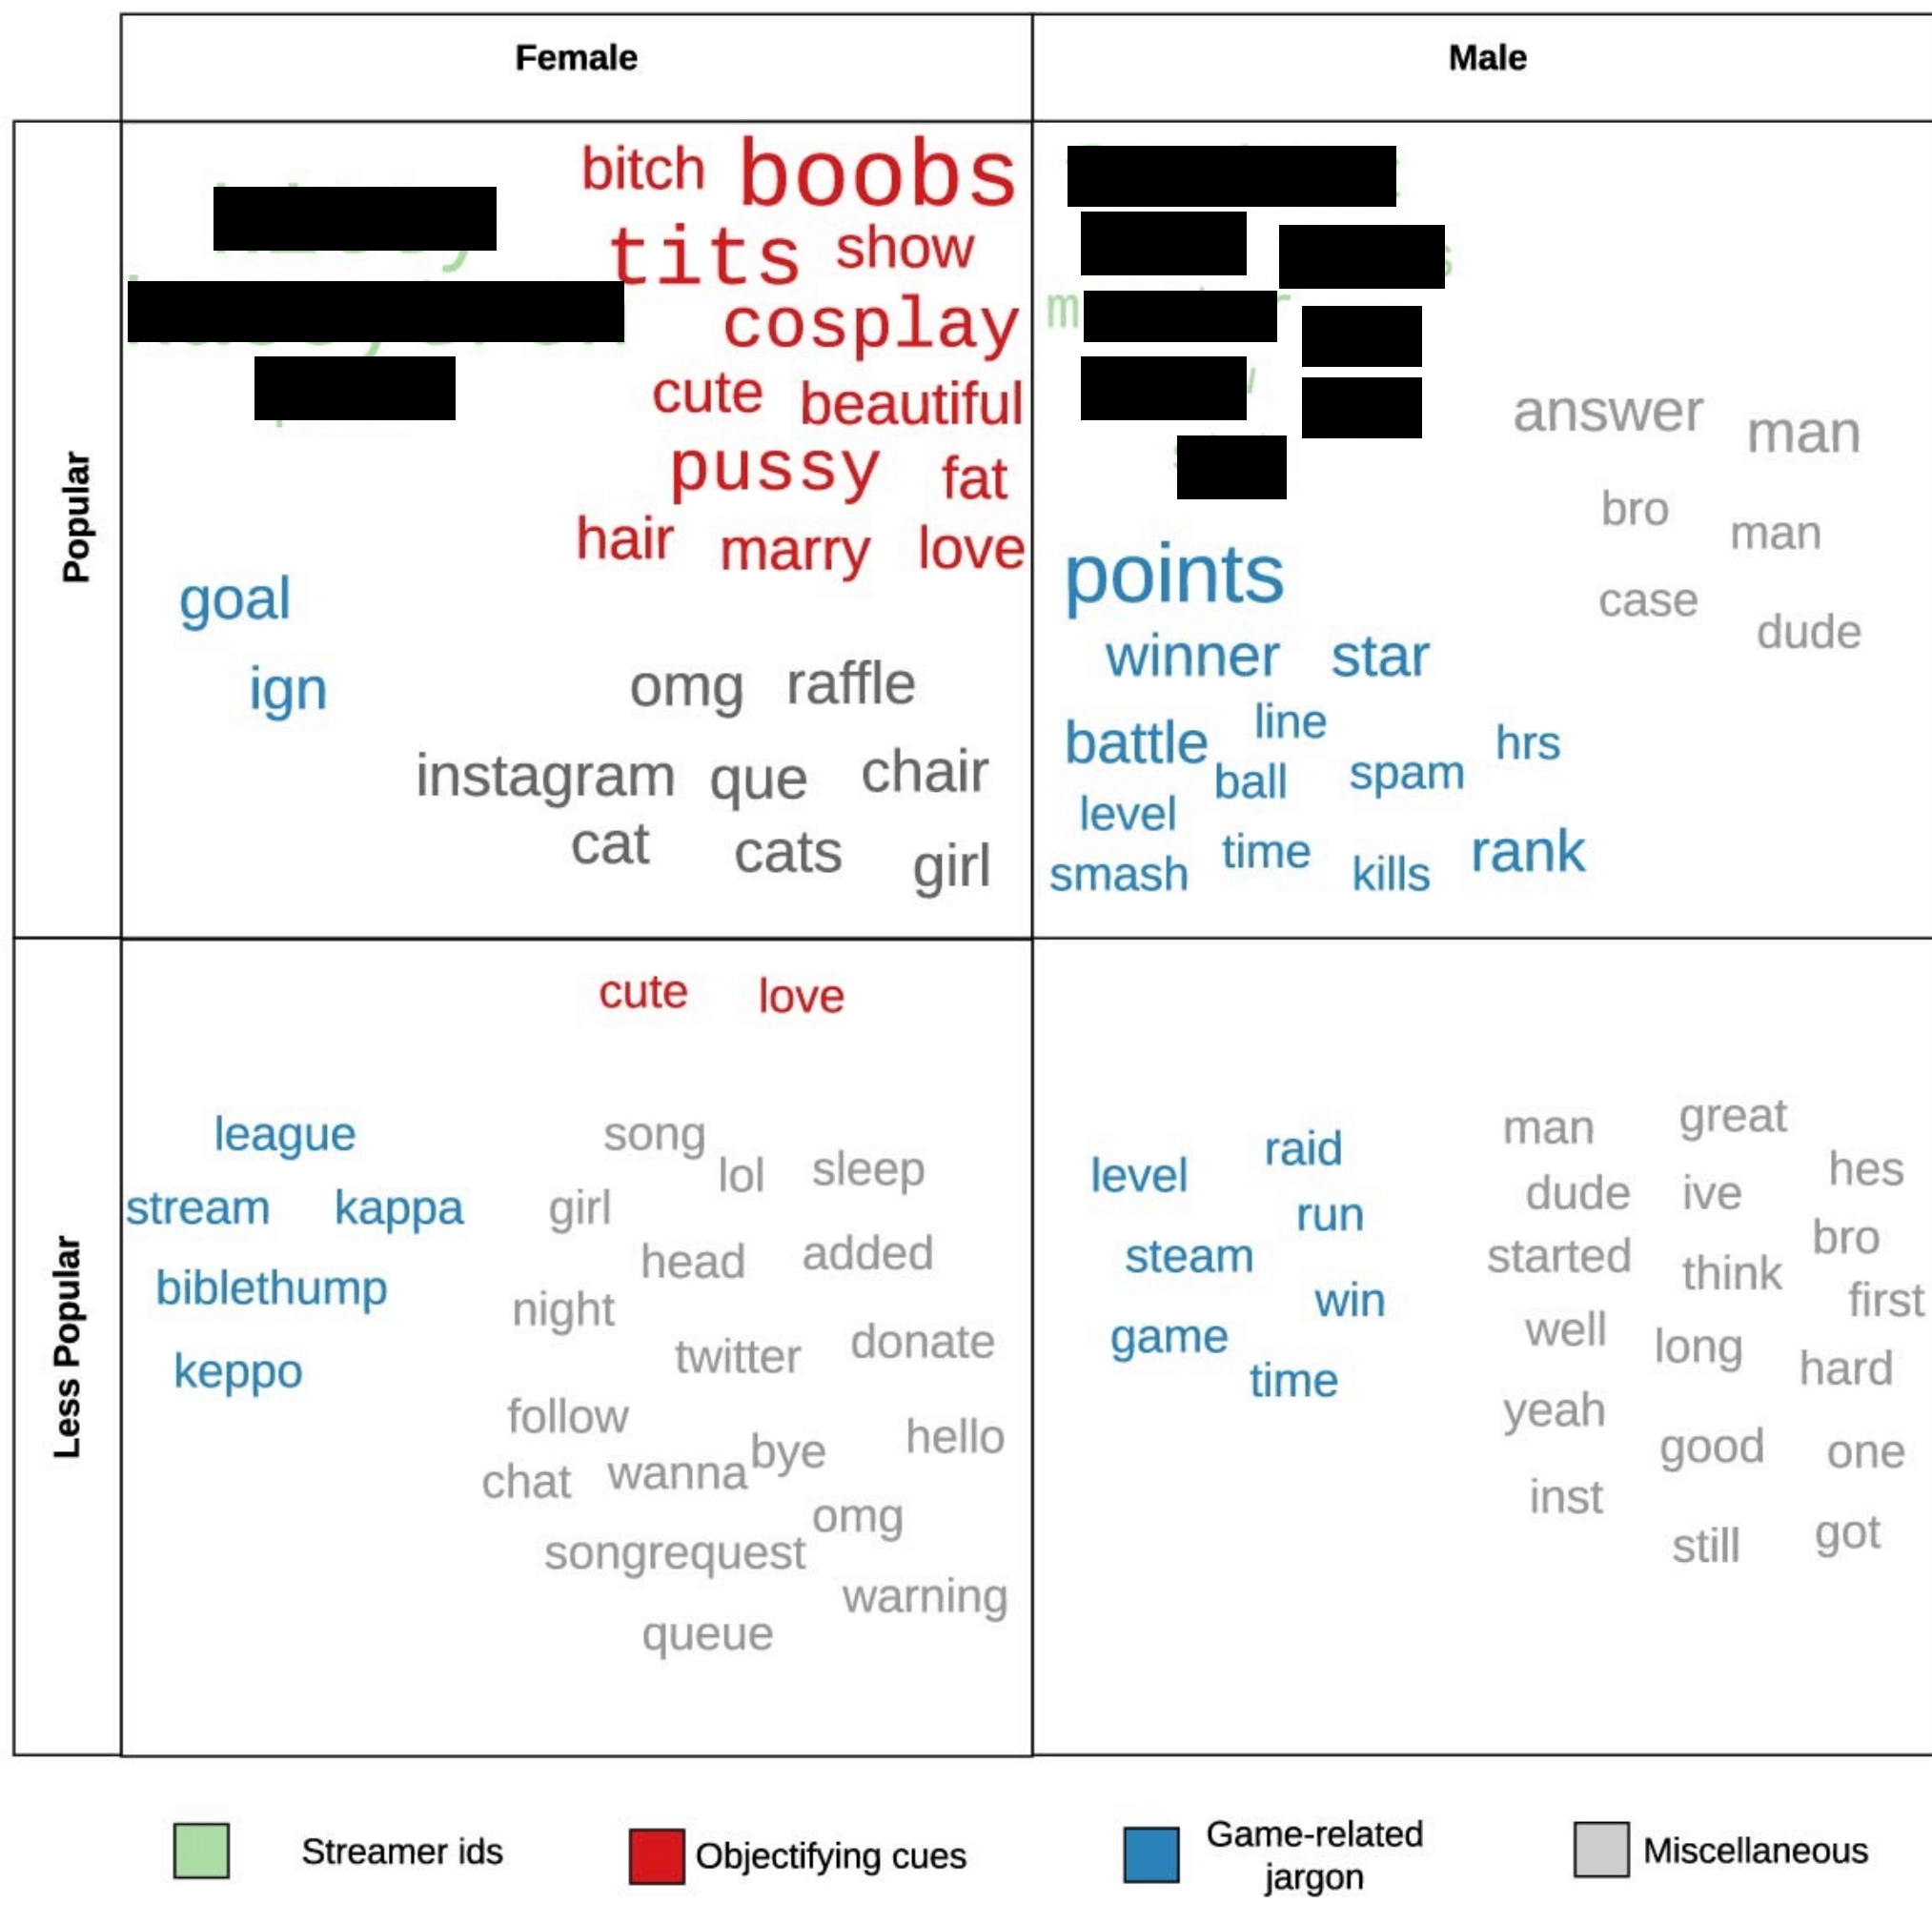 Female
Male
Popular
bitch boobs
tits show
cosplay
cute beautiful
pussy fat
hair marry love
goal
ign
omg raffle
instagram que chair
cat cats girl
answer man
bro man
case dude
points
winner star
battle line hrs
ball spam
level
smash time kills rank
Less Popular
cute love
league
stream kappa
biblethump
keppo
song
lol sleep
girl
head added
night
twitter donate
follow
chat wanna bye hello
omg
songrequest
warning
queue
level raid
run
steam
win
game
time
man great
dude ive hes
started think bro
first
well long hard
yeah
good one
inst
still got
Streamer ids
Objectifying cues
Game-related
jargon
Miscellaneous